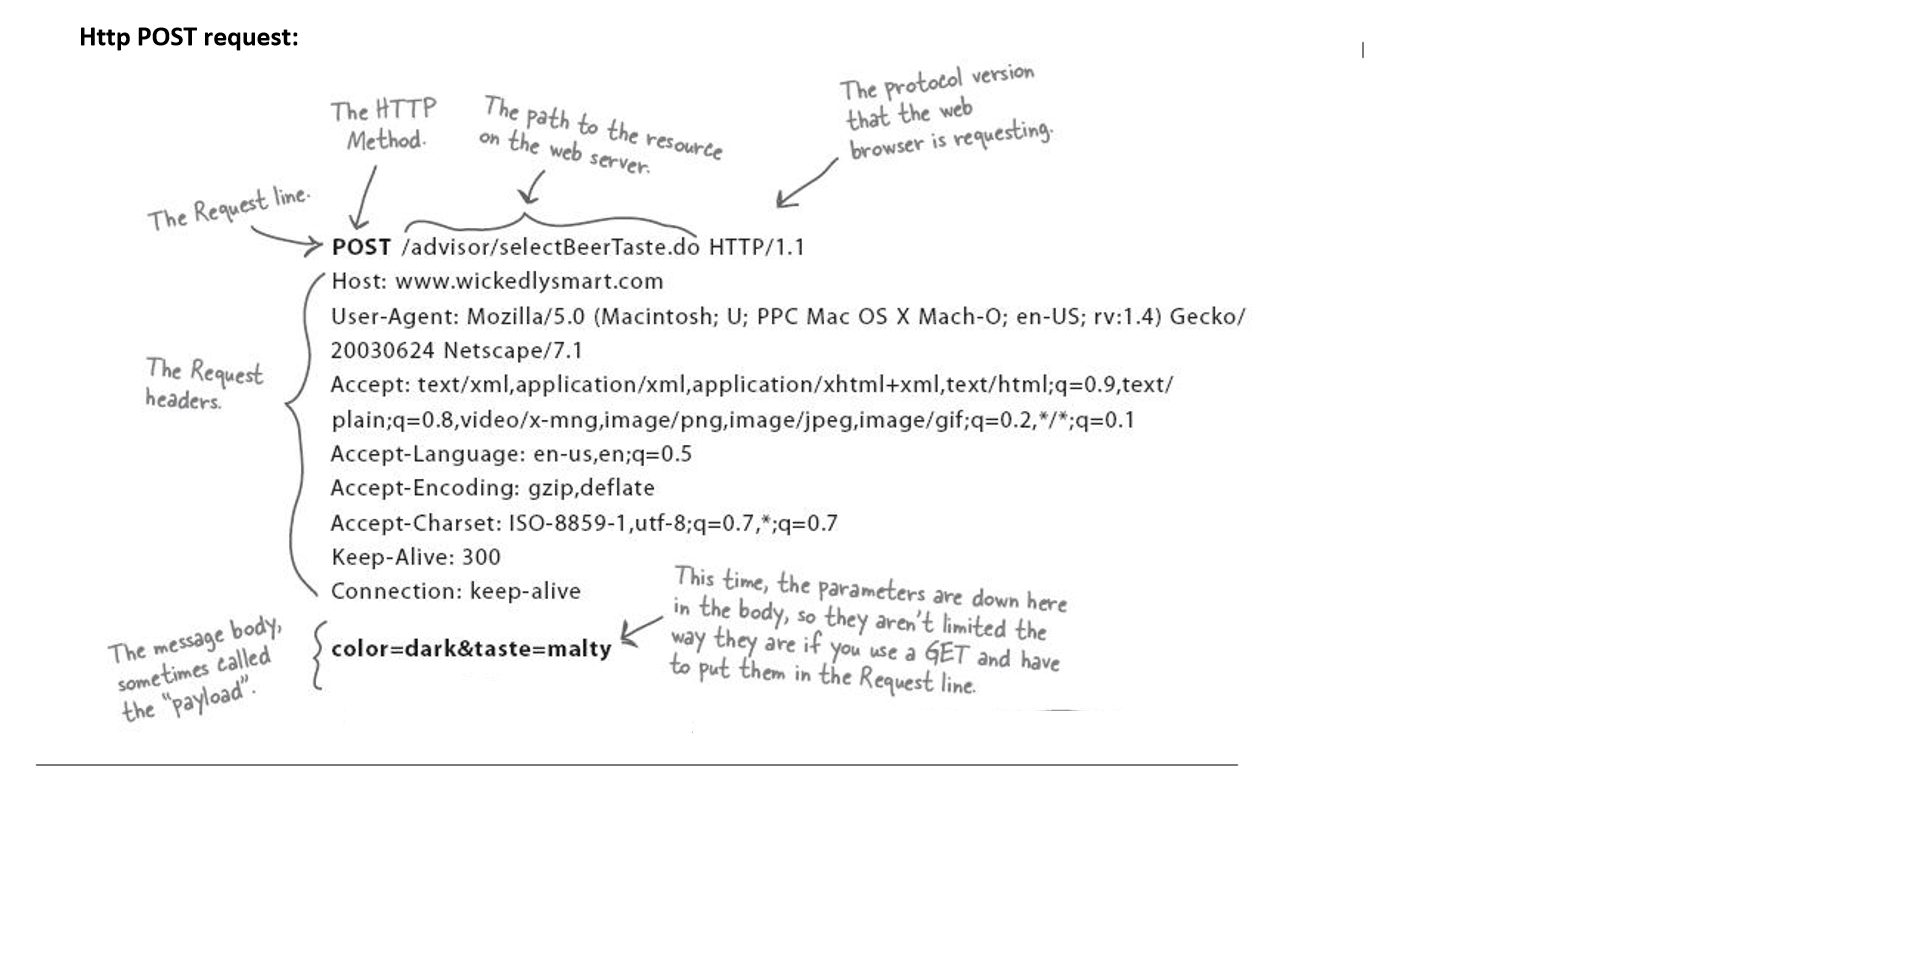 Http POST request:
The HTTP
Method.
The path to the resource
on the web server.
The protocol version
that the web
browser is requesting.
The Request line.
POST /advisor/selectBeerTaste.do HTTP/1.1
Host: www.wickedlysmart.com
User-Agent: Mozilla/5.0 (Macintosh; U; PPC Mac OS X Mach-O; en-US; rv:1.4) Gecko/
20030624 Netscape/7.1
Accept: text/xml,application/xml,application/xhtml+xml,text/html;q=0.9,text/
plain;q=0.8,video/x-mng,image/png,image/jpeg,image/gif;q=0.2,*/*;q=0.1
Accept-Language: en-us,en;q=0.5
Accept-Encoding: gzip,deflate
Accept-Charset: ISO-8859-1,utf-8;q=0.7,*;q=0.7
Keep-Alive: 300
Connection: keep-alive
The Request
headers.
The message body,
sometimes called
the "payload".
color=dark&taste=malty
This time, the parameters are down here
in the body, so they aren't limited the
way they are if you use a GET and have
to put them in the Request line.